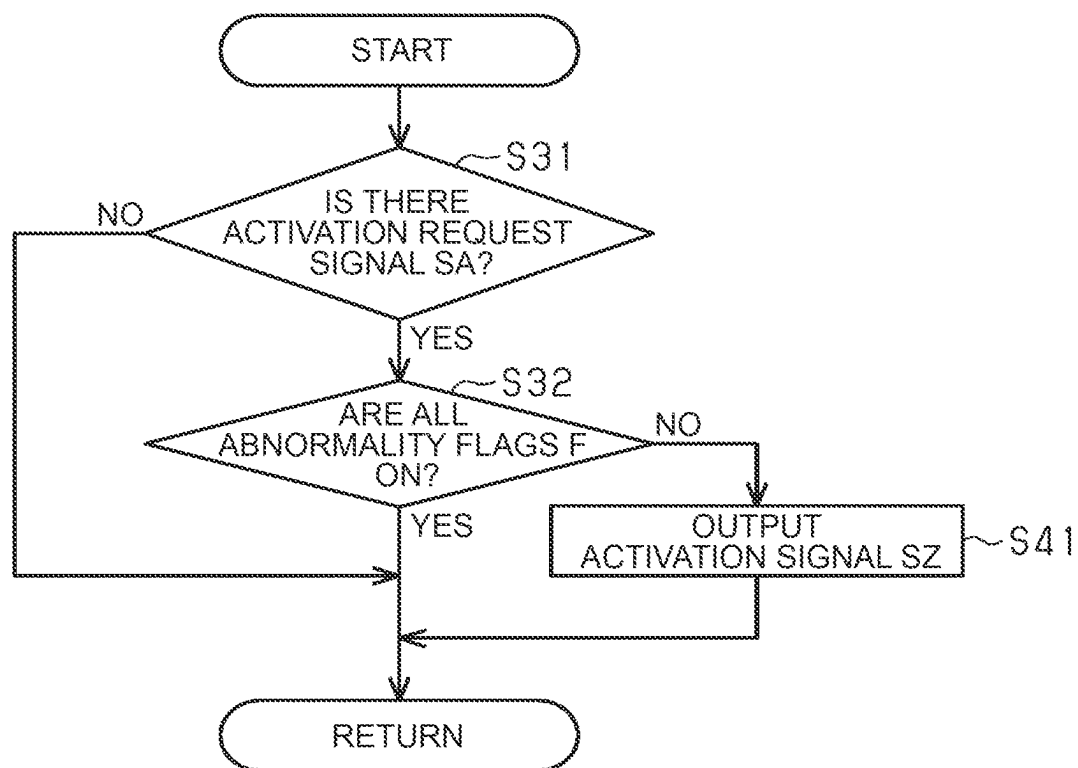 START
S31
IS THERE
ACTIVATION REQUEST
SIGNAL SA?
NO
YES
S32
ARE ALL
ABNORMALITY FLAGS F
ON?
NO
YES
OUTPUT
ACTIVATION SIGNAL SZ
S41
RETURN